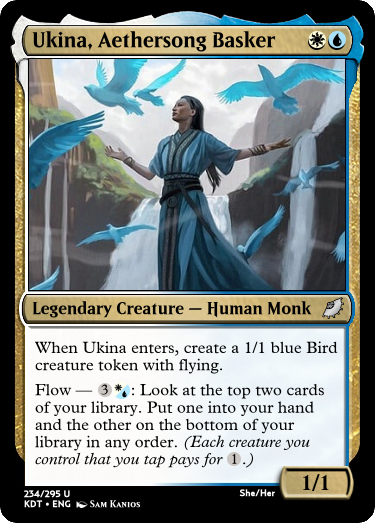 Ukina, Aethersong Basker
Legendary Creature — Human Monk
When Ukina enters, create a 1/1 blue Bird
creature token with flying.
Flow — 3: Look at the top two cards
of your library. Put one into your hand
and the other on the bottom of your
library in any order. (Each creature you
control that you tap pays for 1.)
1/1
234/295 U
She/Her
KDT • ENG Sam Kanios